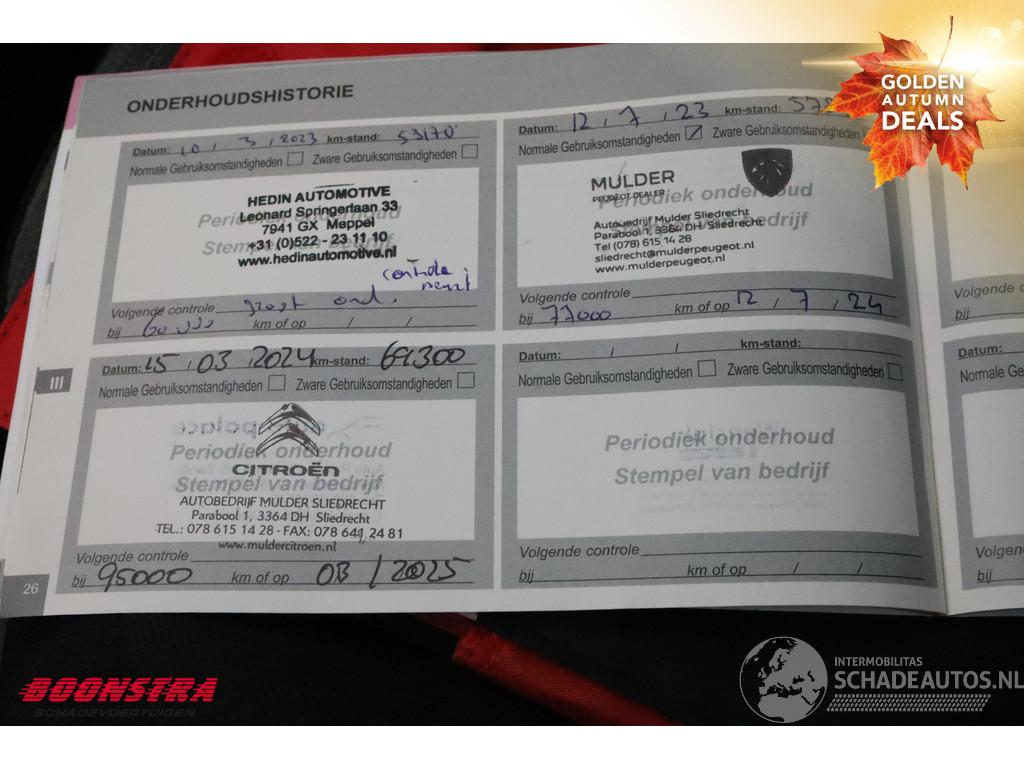 GOLDEN
AUTUMN
DEALS
ONDERHOUDSHISTORIE
Datum: 10 / 3 / 2023 km-stand: 53170
Normale Gebruiksomstandigheden Zware Gebruiksomstandigheden
HEDIN AUTOMOTIVE
Leonard Springerlaan 33
7941 GX Meppel
+31 (0)522 - 23 11 10
www.hedinautomotive.nl
Volgende controle groot ond.
bij km of op / /
Datum: 12 / 7 / 23 km-stand:
Normale Gebruiksomstandigheden Zware Gebruiksomstandigheden
MULDER
PEUGEOT DEALER
Periodiek onderhoud
Stempel van bedrijf
Autobedrijf Mulder Sliedrecht
Parabool 1, 3364 DH Sliedrecht
Tel (078) 615 14 28
sliedrecht@mulderpeugeot.nl
www.mulderpeugeot.nl
Volgende controle
bij 77000 km of op 12 / 7 / 24
III
Datum: 15 / 03 / 2024 km-stand: 69300
Normale Gebruiksomstandigheden Zware Gebruiksomstandigheden
Periodiek onderhoud
CITROËN
Stempel van bedrijf
AUTOBEDRIJF MULDER SLIEDRECHT
Parabool 1, 3364 DH Sliedrecht
TEL.: 078 615 14 28 - FAX: 078 641 24 81
www.muldercitroen.nl
Volgende controle
bij 95000 km of op 03 / 2025
Datum: / / km-stand:
Normale Gebruiksomstandigheden Zware Gebruiksomstandigheden
Periodiek onderhoud
Stempel van bedrijf
Volgende controle
bij km of op / /
Volgende
bij
Datum:
Normale
bij
26
BOONSTRA
SCHADEVOERTUIGEN
INTERMOBILITAS
SCHADEAUTOS.NL